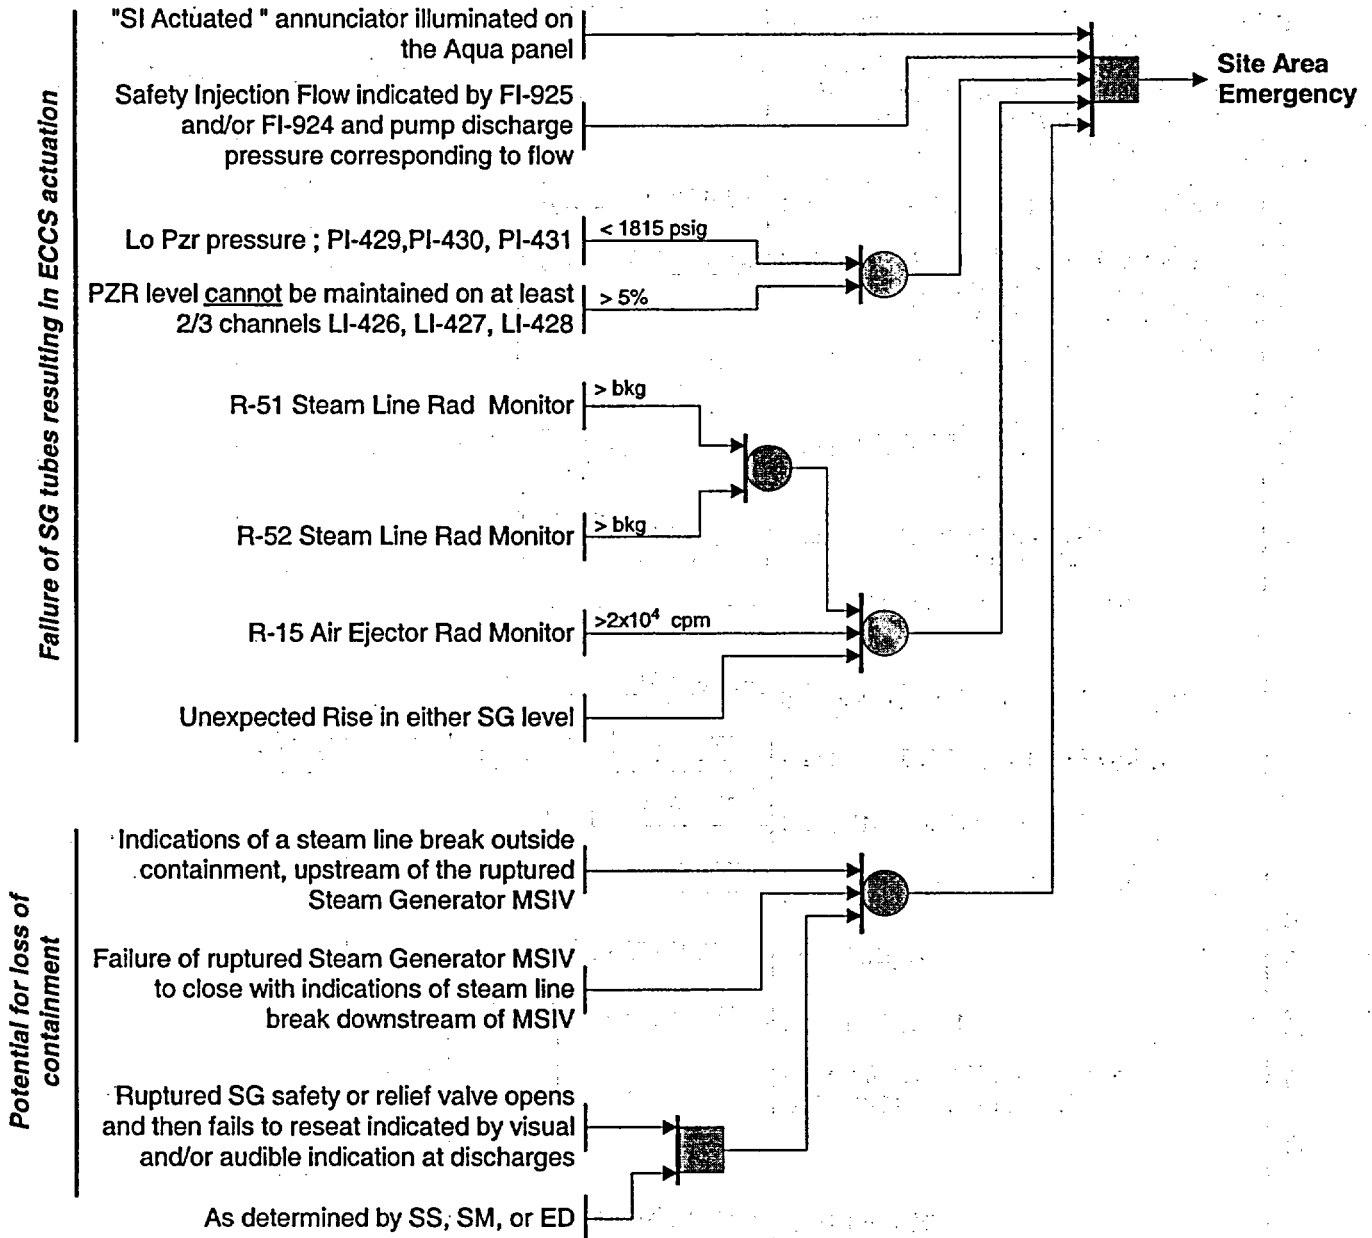 Failure of SG tubes resulting in ECCS actuation
"SI Actuated " annunciator illuminated on
the Aqua panel
Safety Injection Flow indicated by FI-925
and/or FI-924 and pump discharge
pressure corresponding to flow
Lo Pzr pressure ; PI-429,PI-430, PI-431
< 1815 psig
PZR level cannot be maintained on at least
2/3 channels LI-426, LI-427, LI-428
> 5%
R-51 Steam Line Rad Monitor
> bkg
R-52 Steam Line Rad Monitor
> bkg
R-15 Air Ejector Rad Monitor
>2x10⁴ cpm
Unexpected Rise in either SG level
Site Area
Emergency
Potential for loss of
containment
Indications of a steam line break outside
containment, upstream of the ruptured
Steam Generator MSIV
Failure of ruptured Steam Generator MSIV
to close with indications of steam line
break downstream of MSIV
Ruptured SG safety or relief valve opens
and then fails to reseat indicated by visual
and/or audible indication at discharges
As determined by SS, SM, or ED